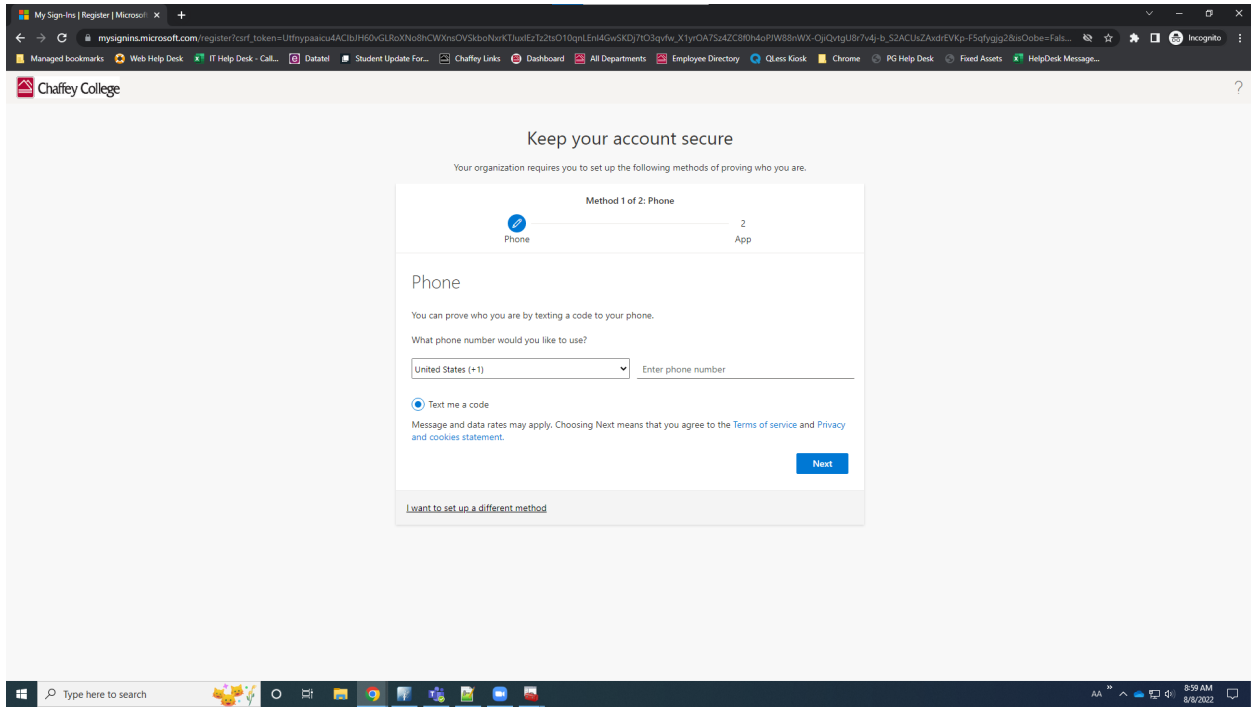 My Sign-Ins | Register | Microsoft
mysignins.microsoft.com/register?csrf_token=
Incognito
Managed bookmarks Web Help Desk IT Help Desk - Call... Datatel Student Update For... Chaffey Links Dashboard All Departments Employee Directory QLess Kiosk Chrome PG Help Desk Fixed Assets HelpDesk Message...
Chaffey College
?
Keep your account secure
Your organization requires you to set up the following methods of proving who you are.
Method 1 of 2: Phone
2
Phone App
Phone
You can prove who you are by texting a code to your phone.
What phone number would you like to use?
United States (+1) Enter phone number
Text me a code
Message and data rates may apply. Choosing Next means that you agree to the Terms of service and Privacy
and cookies statement.
Next
I want to set up a different method
Type here to search
AA
8:59 AM
8/8/2022